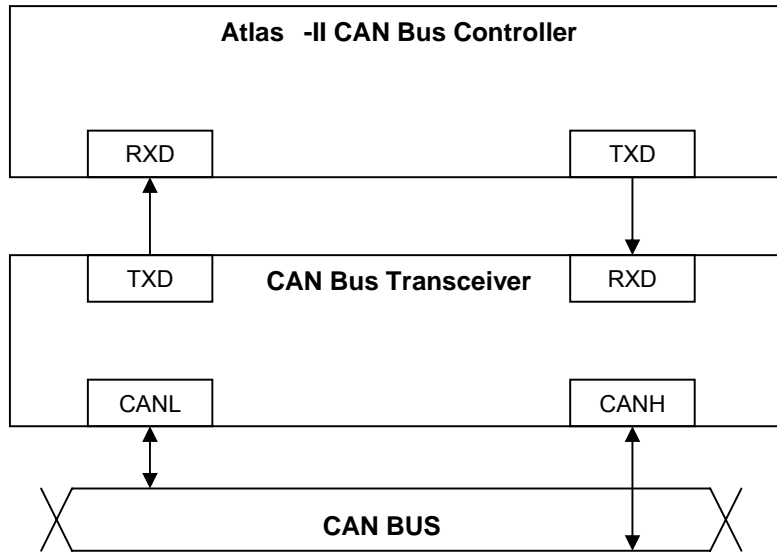 Atlas -II CAN Bus Controller
RXD
TXD
TXD
CAN Bus Transceiver
RXD
CANL
CANH
CAN BUS